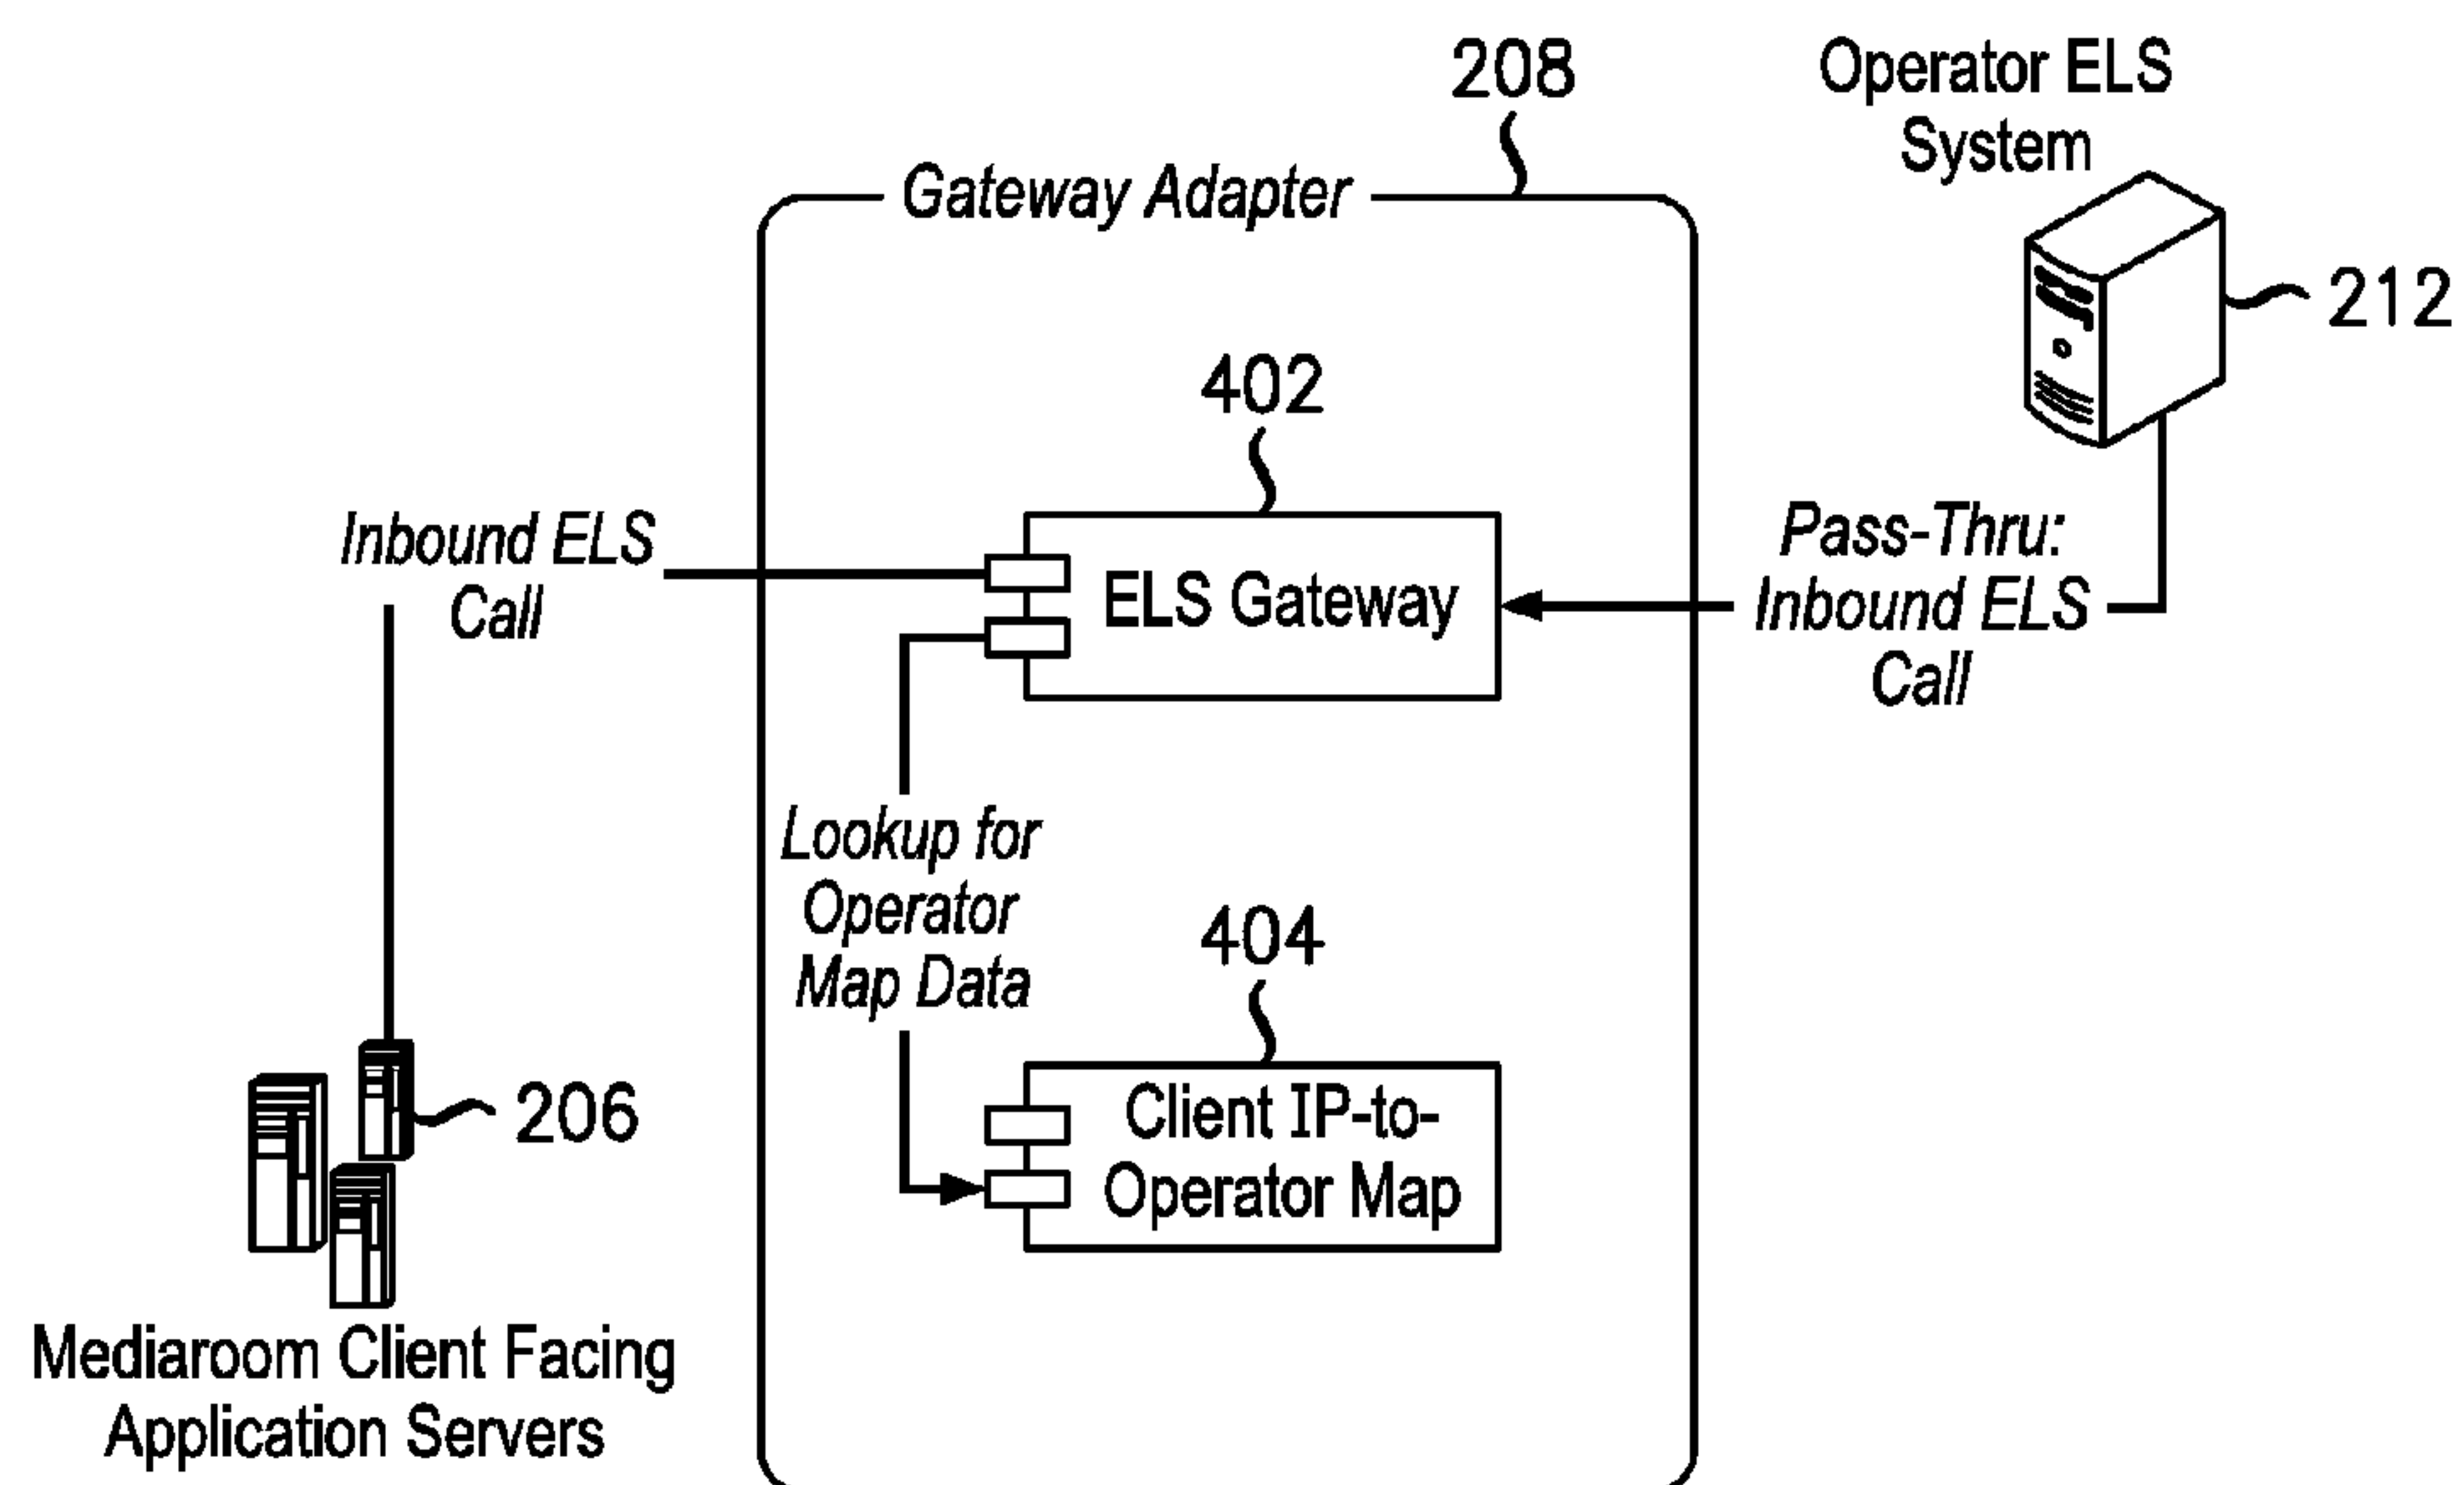 208
Operator ELS
System
Gateway Adapter
212
402
Inbound ELS
Call
ELS Gateway
Pass-Thru:
Inbound ELS
Call
Lookup for
Operator
Map Data
404
Client IP-to-
Operator Map
206
Mediaroom Client Facing
Application Servers